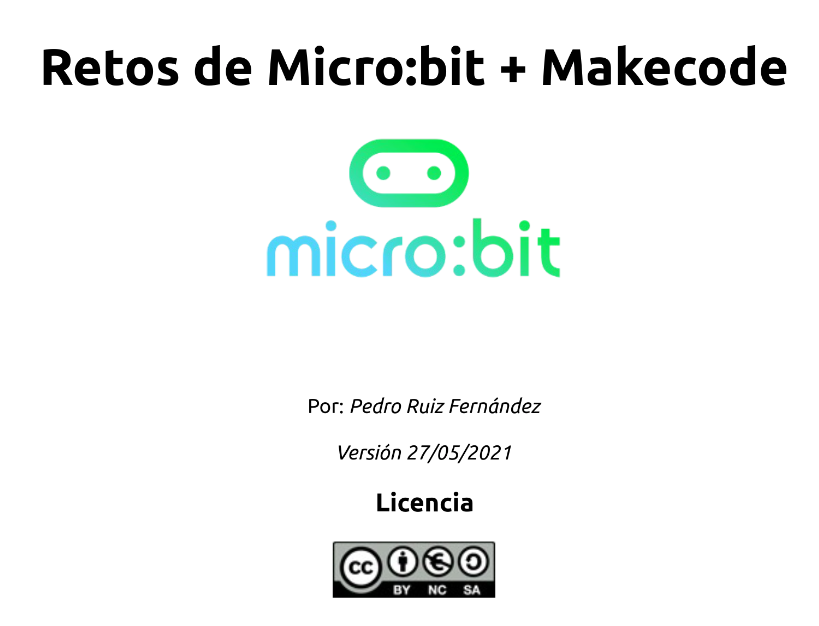 Retos de Micro:bit + Makecode
micro:bit
Por: Pedro Ruiz Fernández
Versión 27/05/2021
Licencia
cc
BY NC SA